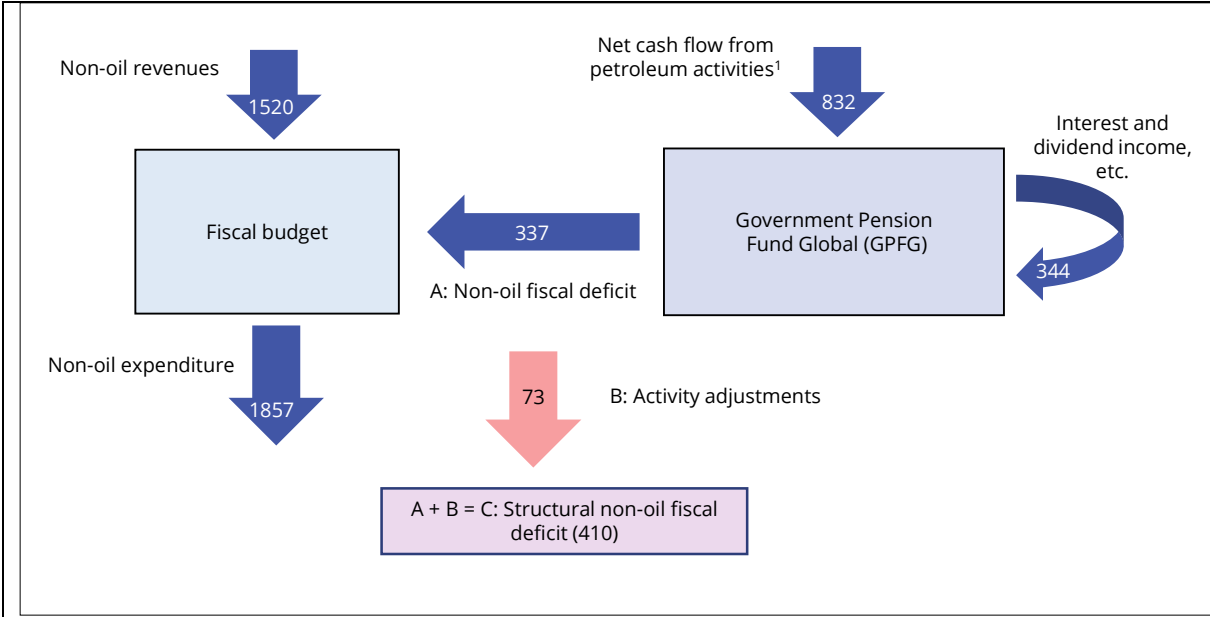 Non-oil revenues
1520
Net cash flow from
petroleum activities¹
832
Interest and
dividend income,
etc.
344
Fiscal budget
337
A: Non-oil fiscal deficit
Government Pension
Fund Global (GPFG)
Non-oil expenditure
1857
73
B: Activity adjustments
A + B = C: Structural non-oil fiscal
deficit (410)